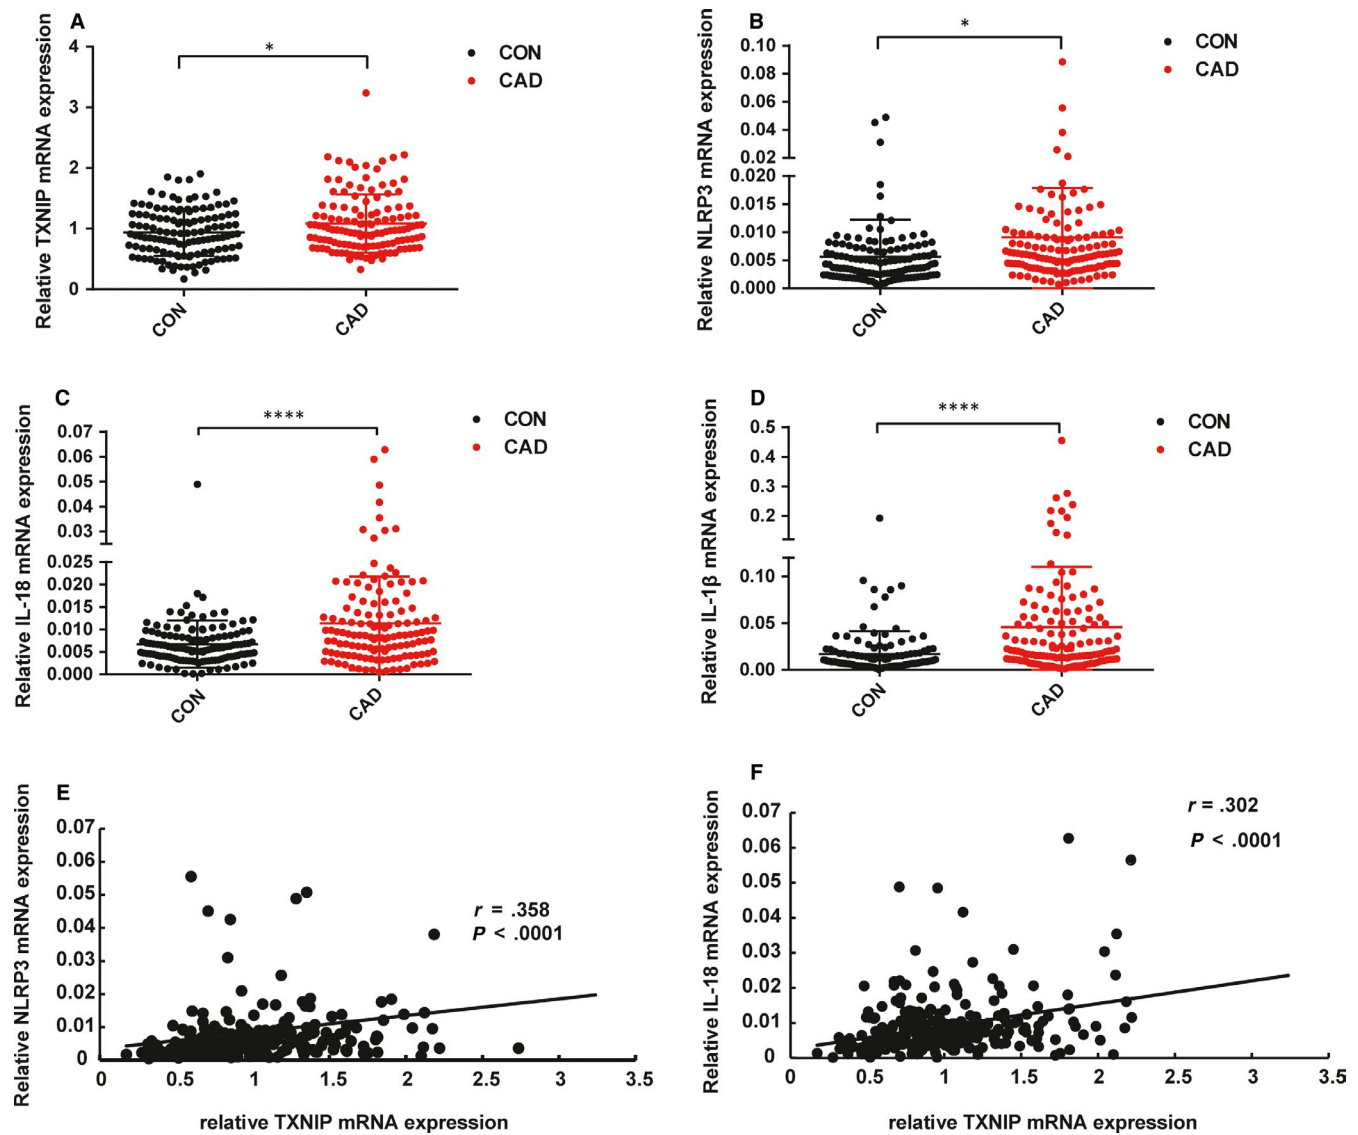 A
Relative TXNIP mRNA expression
4
3
2
1
0
*
CON
CAD
CON
CAD
B
Relative NLRP3 mRNA expression
0.10
0.08
0.06
0.04
0.02
0.020
0.015
0.010
0.005
0.000
*
CON
CAD
CON
CAD
C
Relative IL-18 mRNA expression
0.07
0.06
0.05
0.04
0.03
0.025
0.020
0.015
0.010
0.005
0.000
****
CON
CAD
CON
CAD
D
Relative IL-1β mRNA expression
0.5
0.4
0.3
0.2
0.10
0.05
0.00
****
CON
CAD
CON
CAD
E
Relative NLRP3 mRNA expression
0.07
0.06
0.05
0.04
0.03
0.02
0.01
0
r = .358
P < .0001
0 0.5 1 1.5 2 2.5 3 3.5
relative TXNIP mRNA expression
F
Relative IL-18 mRNA expression
0.07
0.06
0.05
0.04
0.03
0.02
0.01
0
r = .302
P < .0001
0 0.5 1 1.5 2 2.5 3 3.5
relative TXNIP mRNA expression